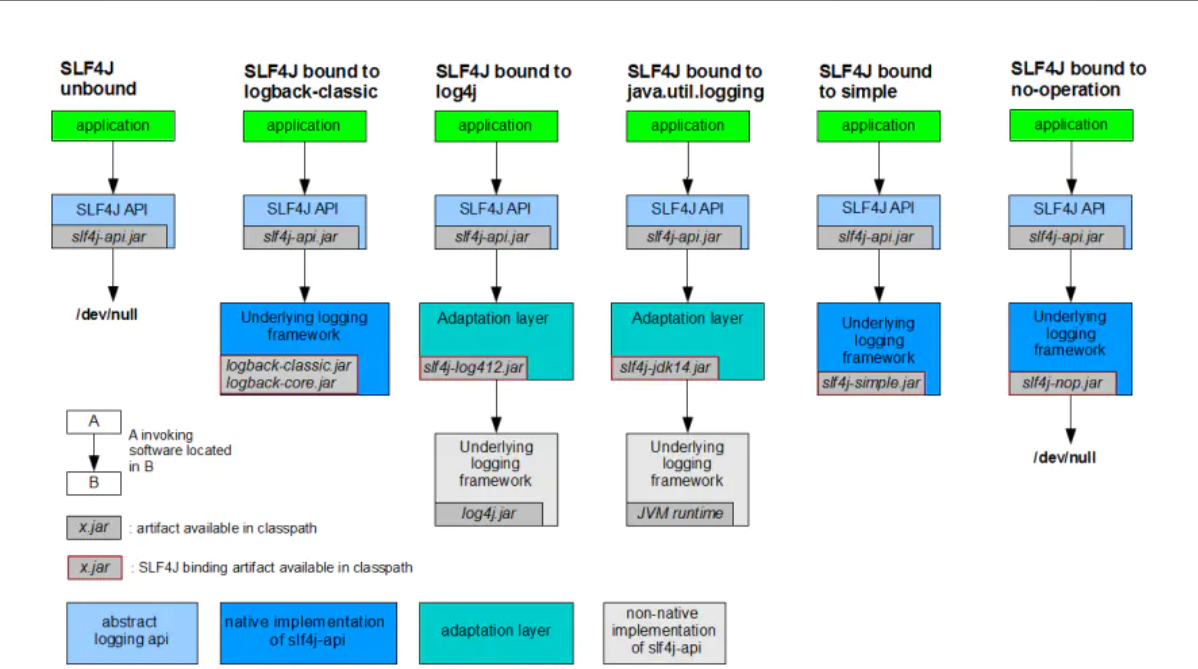 SLF4J
unbound
SLF4J bound to
logback-classic
SLF4J bound to
log4j
SLF4J bound to
java.util.logging
SLF4J bound
to simple
SLF4J bound to
no-operation
application
application
application
application
application
application
SLF4J API
slf4j-api.jar
SLF4J API
slf4j-api.jar
SLF4J API
slf4j-api.jar
SLF4J API
slf4j-api.jar
SLF4J API
slf4j-api.jar
SLF4J API
slf4j-api.jar
/dev/null
Underlying logging
framework
logback-classic.jar
logback-core.jar
Adaptation layer
slf4j-log412.jar
Adaptation layer
slf4j-jdk14.jar
Underlying
logging
framework
slf4j-simple.jar
Underlying
logging
framework
slf4j-nop.jar
Underlying
logging
framework
log4j.jar
Underlying
logging
framework
JVM runtime
/dev/null
A
B
A invoking
software located
in B
x.jar : artifact available in classpath
x.jar : SLF4J binding artifact available in classpath
abstract
logging api
native implementation
of slf4j-api
adaptation layer
non-native
implementation
of slf4j-api